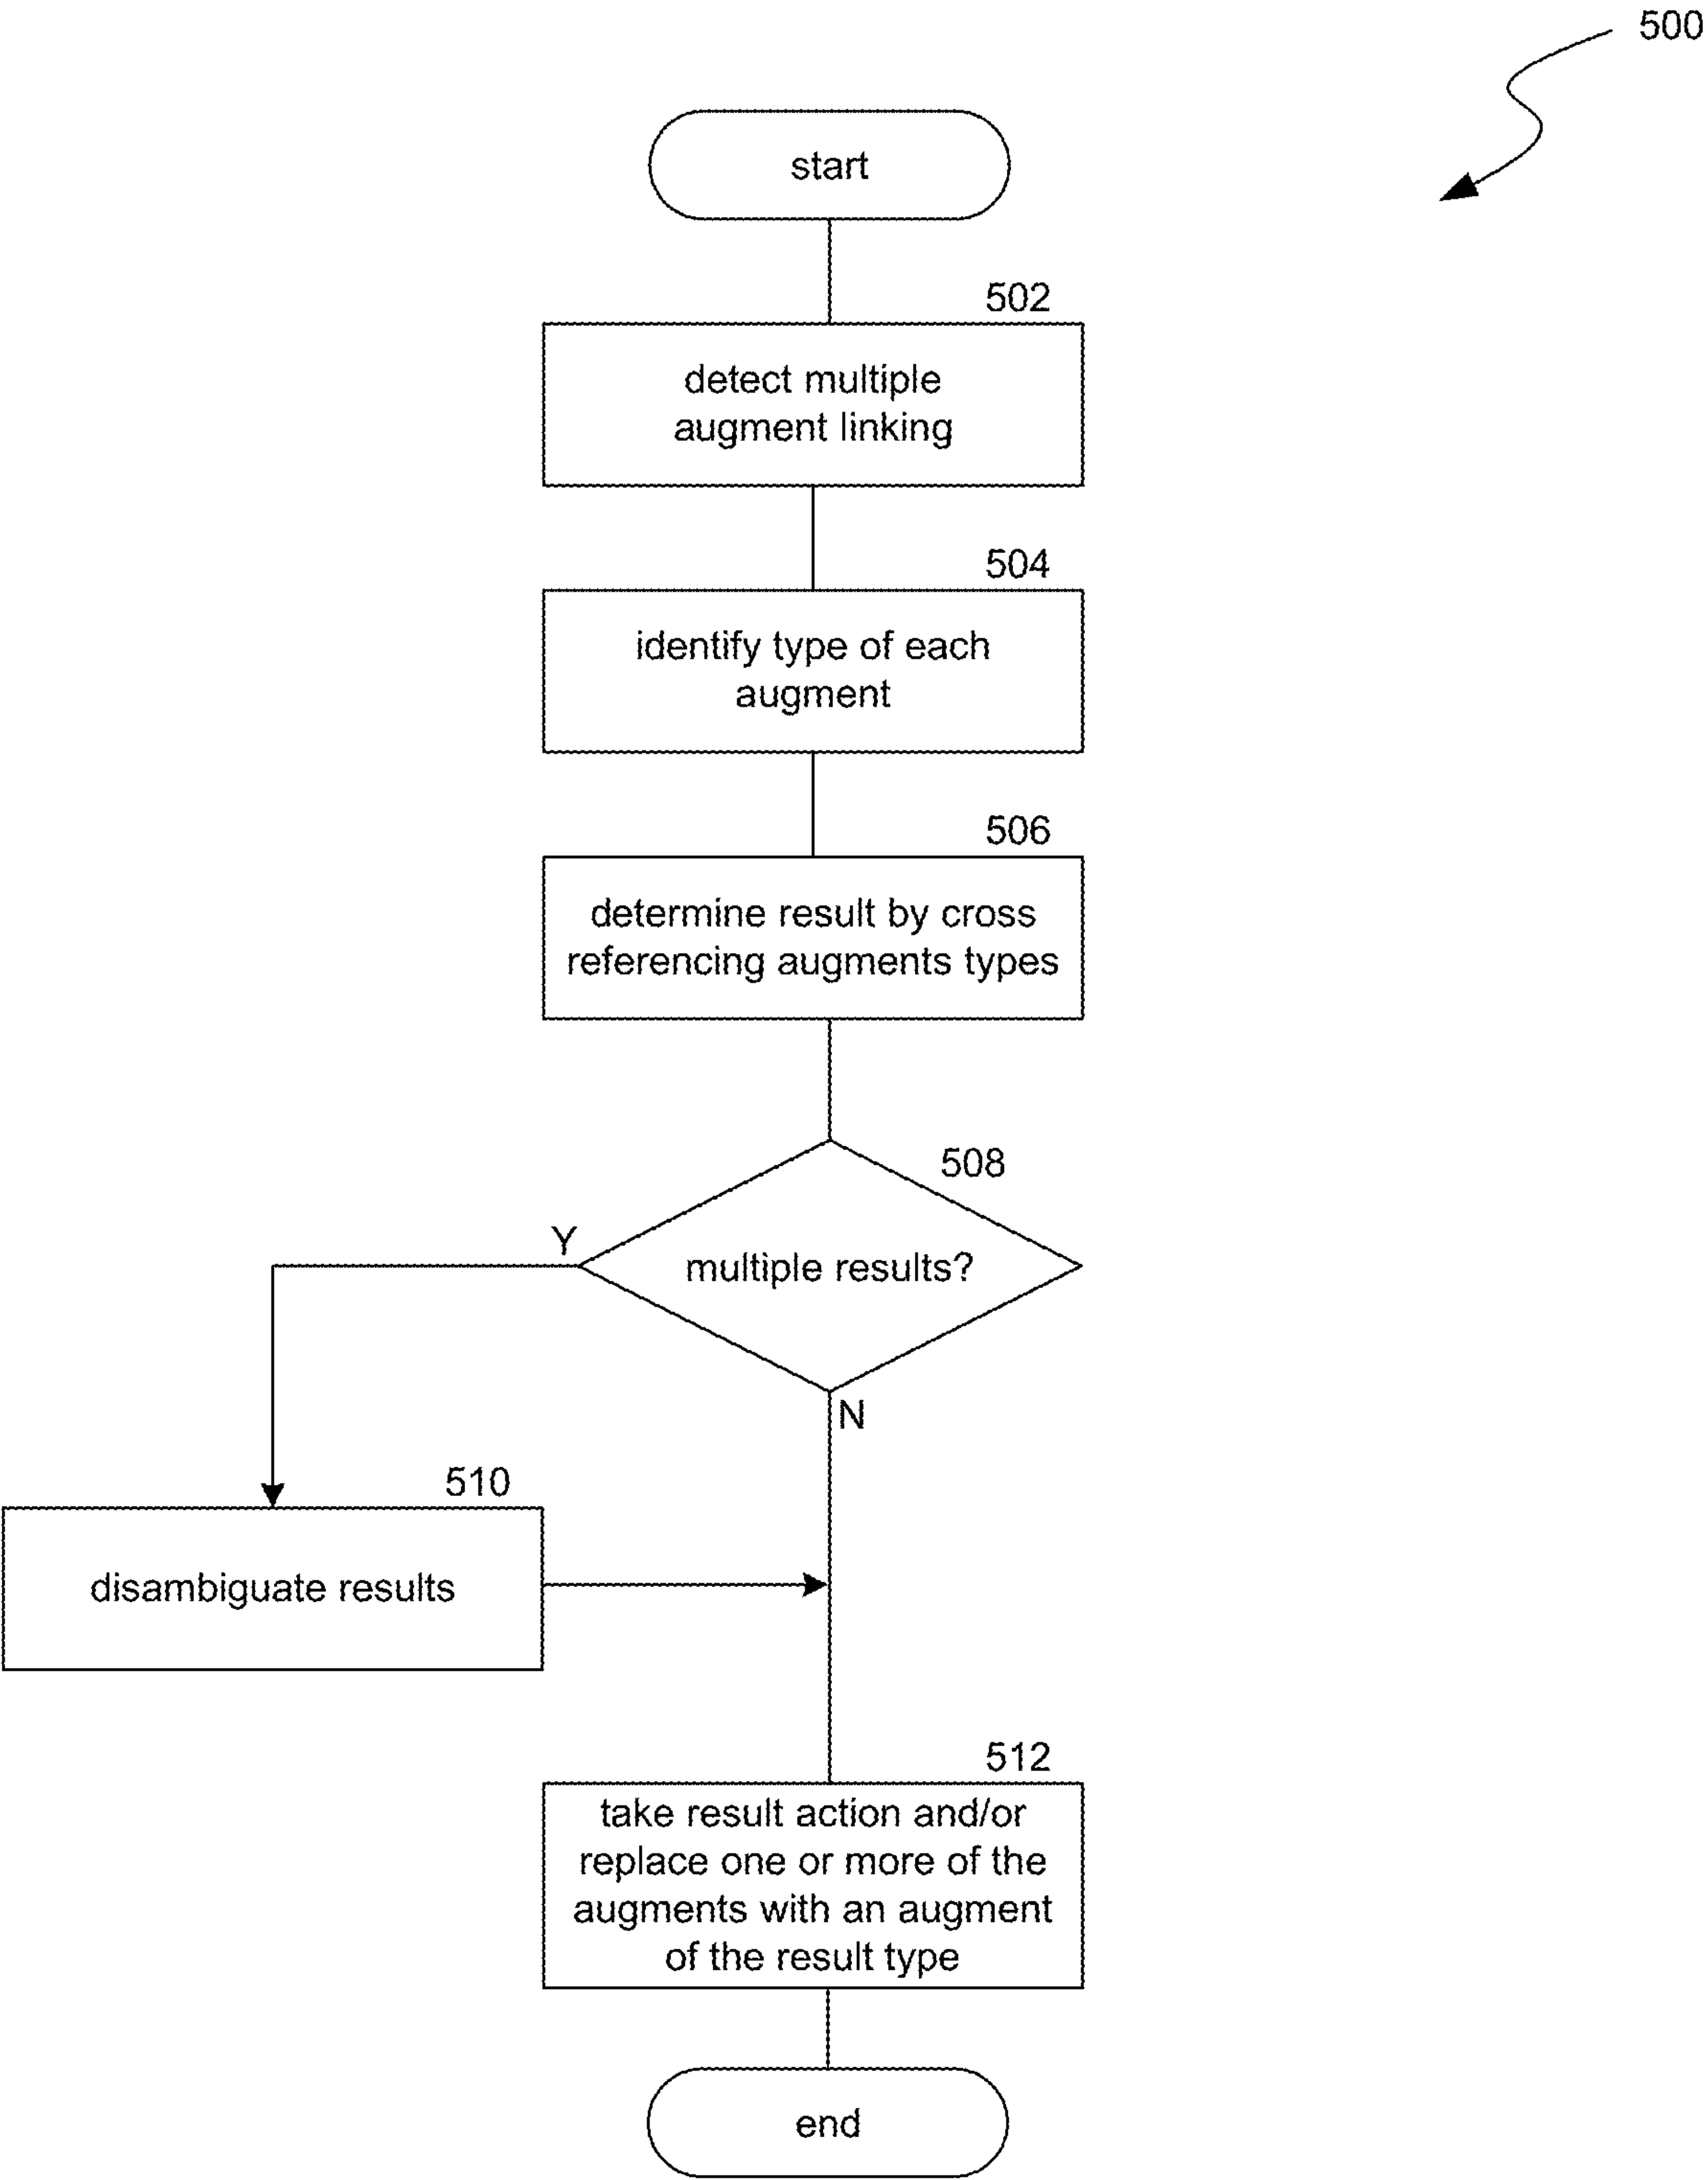 500
start
502
detect multiple
augment linking
504
identify type of each
augment
506
determine result by cross
referencing augments types
508
Y
multiple results?
N
510
disambiguate results
512
take result action and/or
replace one or more of the
augments with an augment
of the result type
end